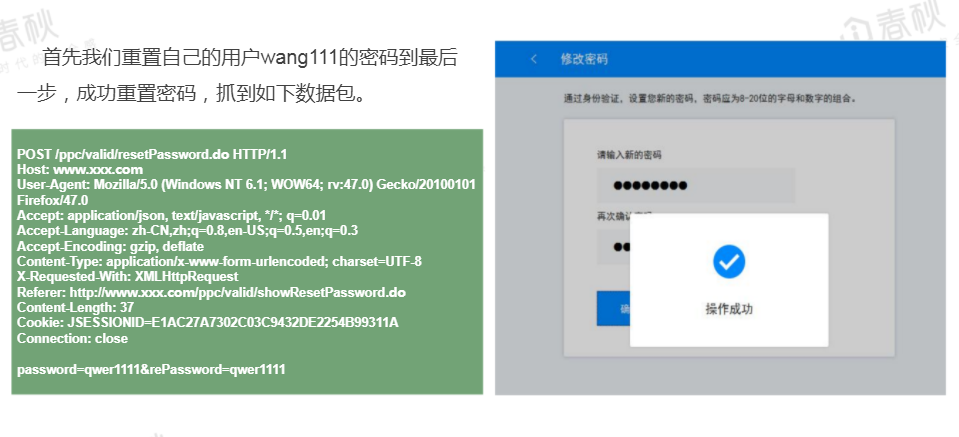 春秋
时代的
春秋
首先我们重置自己的用户wang111的密码到最后
一步，成功重置密码，抓到如下数据包。
POST /ppc/valid/resetPassword.do HTTP/1.1
Host: www.xxx.com
User-Agent: Mozilla/5.0 (Windows NT 6.1; WOW64; rv:47.0) Gecko/20100101
Firefox/47.0
Accept: application/json, text/javascript, */*; q=0.01
Accept-Language: zh-CN,zh;q=0.8,en-US;q=0.5,en;q=0.3
Accept-Encoding: gzip, deflate
Content-Type: application/x-www-form-urlencoded; charset=UTF-8
X-Requested-With: XMLHttpRequest
Referer: http://www.xxx.com/ppc/valid/showResetPassword.do
Content-Length: 37
Cookie: JSESSIONID=E1AC27A7302C03C9432DE2254B99311A
Connection: close
password=qwer1111&rePassword=qwer1111
修改密码
通过身份验证，设置您新的密码，密码应为8-20位的字母和数字的组合。
请输入新的密码
再次确认
确
操作成功